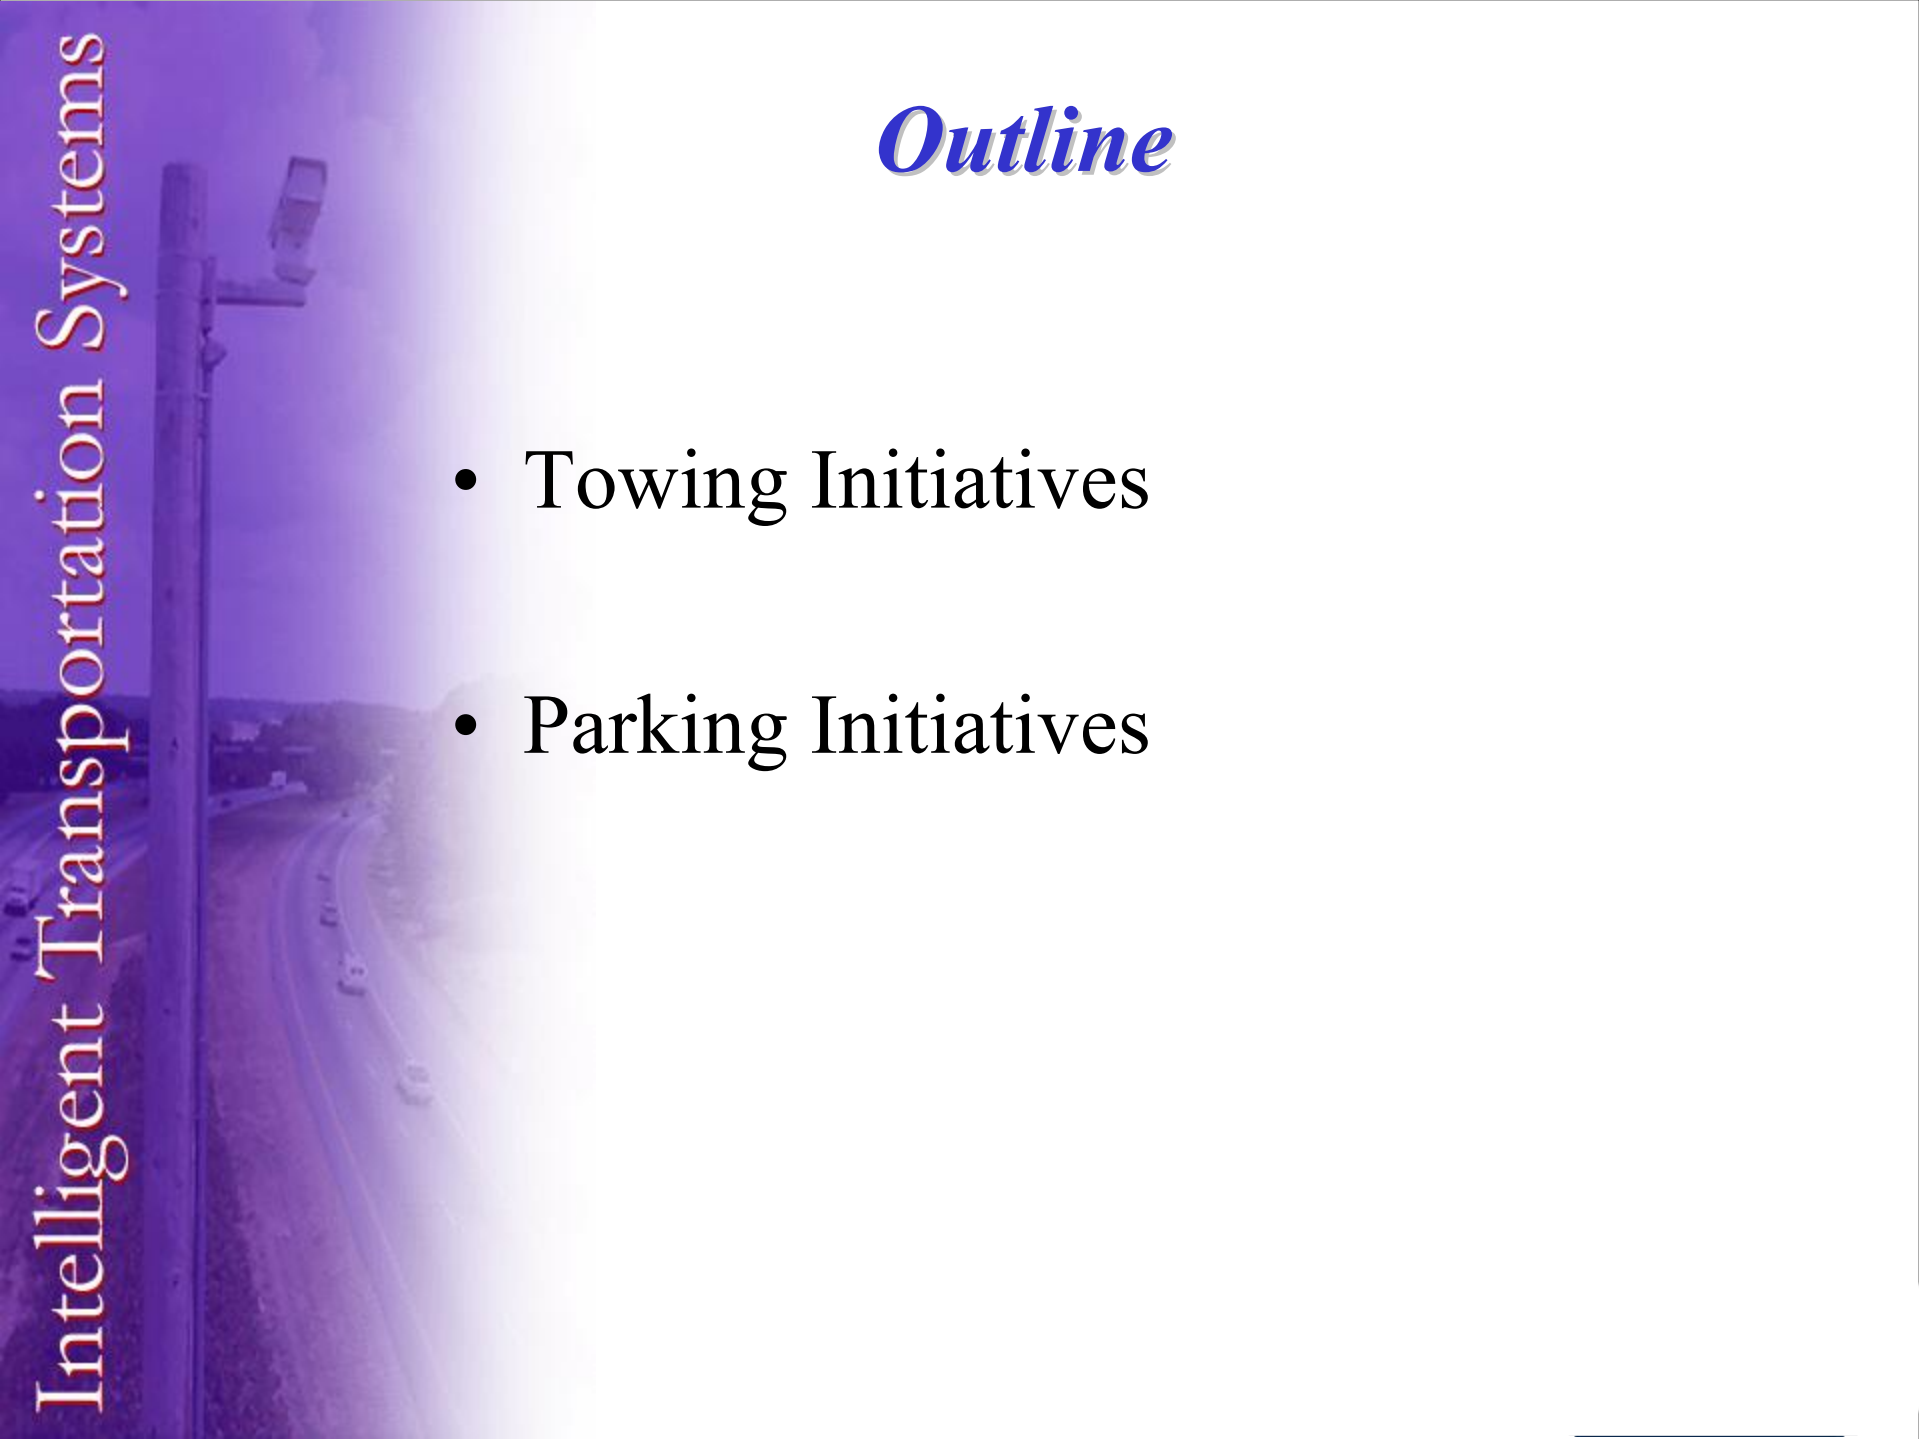 Intelligent Transportation Systems
Outline
• Towing Initiatives
• Parking Initiatives